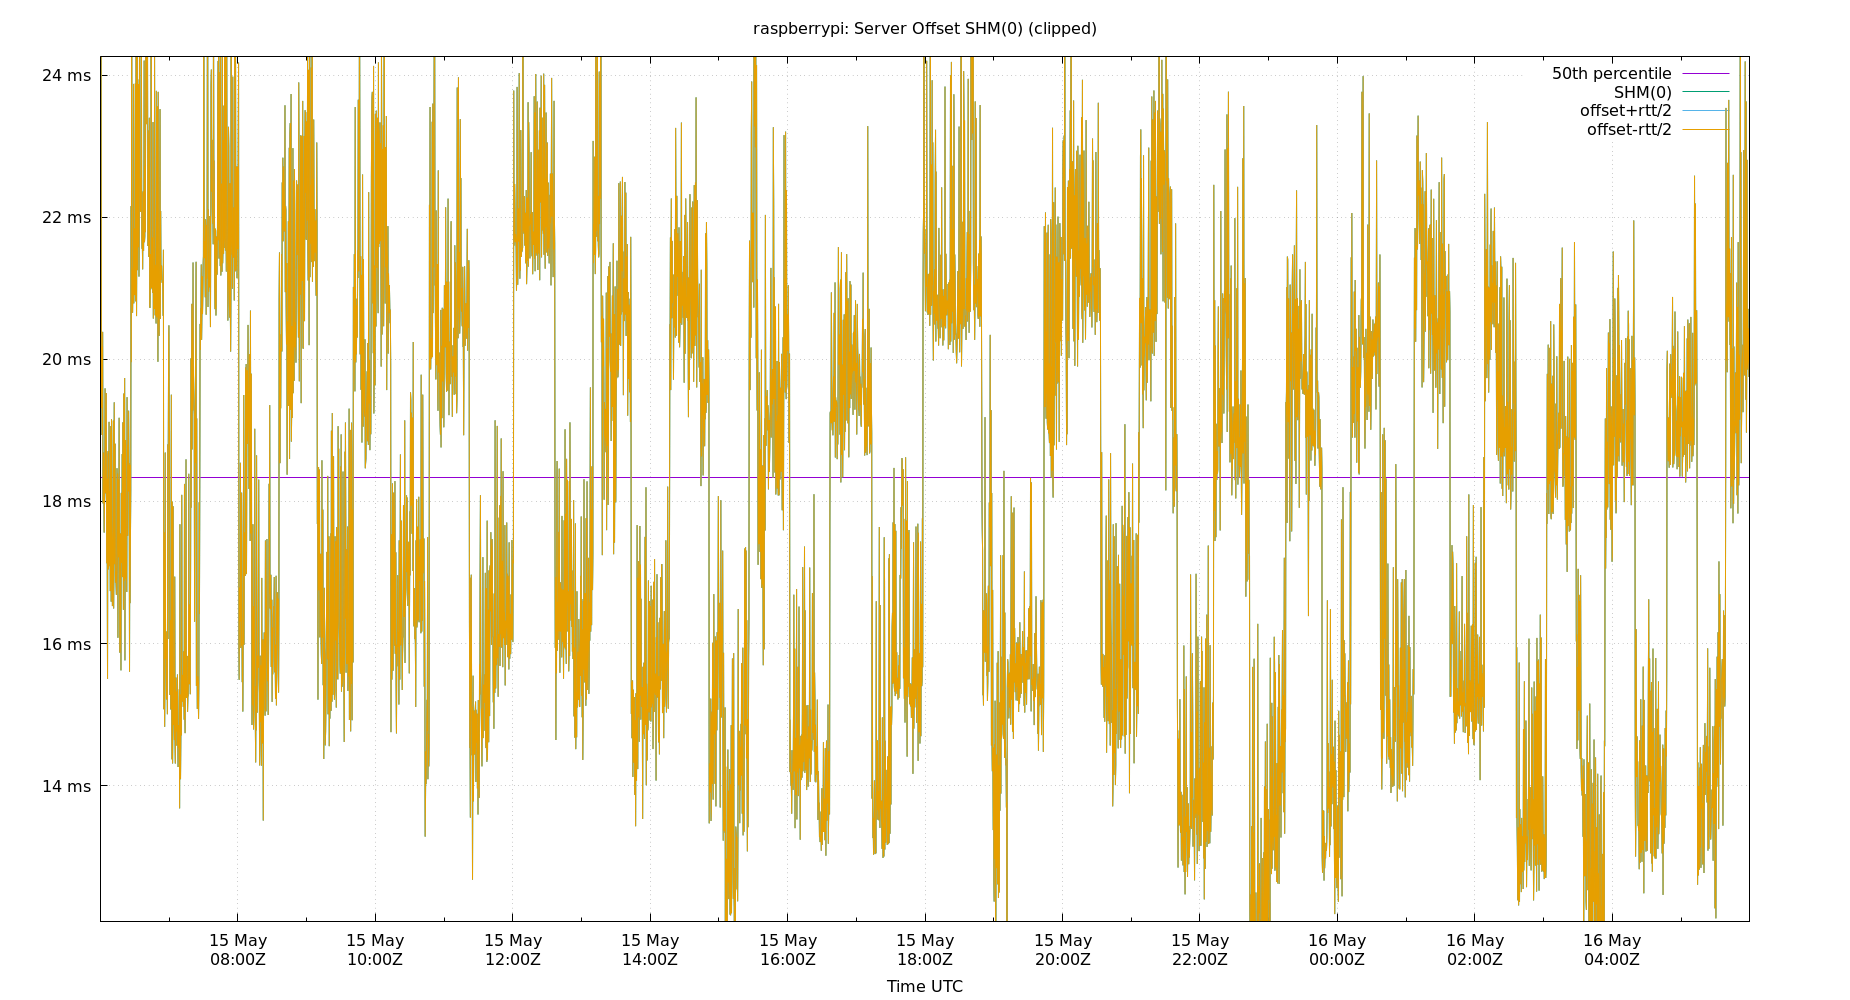 raspberrypi: Server Offset SHM(0) (clipped)
24 ms
22 ms
20 ms
18 ms
16 ms
14 ms
50th percentile
SHM(0)
offset+rtt/2
offset-rtt/2
15 May
08:00Z
15 May
10:00Z
15 May
12:00Z
15 May
14:00Z
15 May
16:00Z
15 May
18:00Z
15 May
20:00Z
15 May
22:00Z
16 May
00:00Z
16 May
02:00Z
16 May
04:00Z
Time UTC